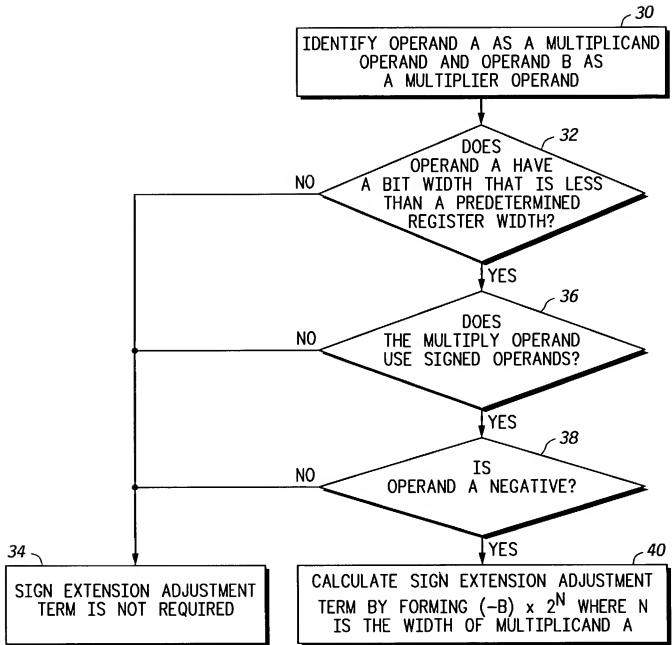 30
IDENTIFY OPERAND A AS A MULTIPLICAND
OPERAND AND OPERAND B AS
A MULTIPLIER OPERAND
32
DOES
OPERAND A HAVE
A BIT WIDTH THAT IS LESS
THAN A PREDETERMINED
REGISTER WIDTH?
NO
YES
36
DOES
THE MULTIPLY OPERAND
USE SIGNED OPERANDS?
NO
YES
38
IS
OPERAND A NEGATIVE?
NO
YES
34
SIGN EXTENSION ADJUSTMENT
TERM IS NOT REQUIRED
40
CALCULATE SIGN EXTENSION ADJUSTMENT
TERM BY FORMING (-B) x 2^N WHERE N
IS THE WIDTH OF MULTIPLICAND A